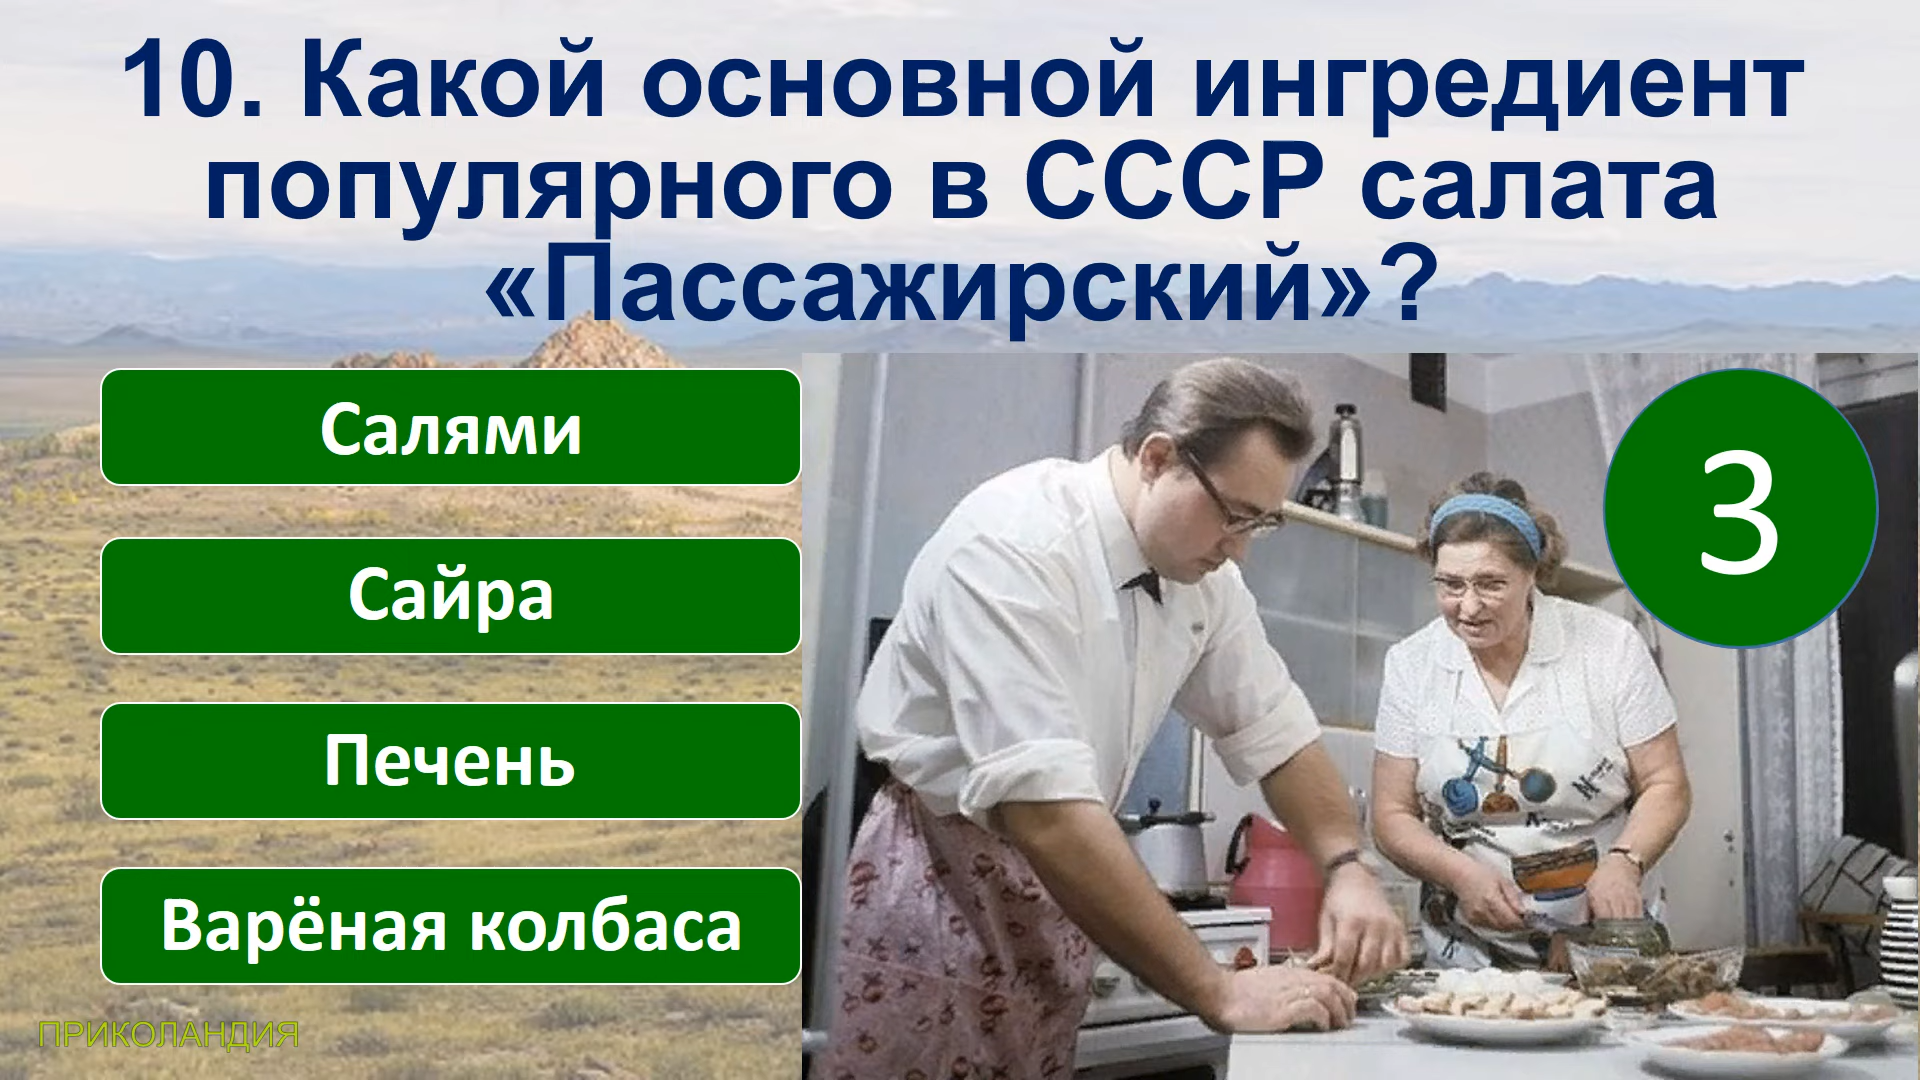 10. Какой основной ингредиент
популярного в СССР салата
«Пассажирский»?
Салями
Сайра
Печень
Варёная колбаса
3
ПРИКОЛАНДИЯ